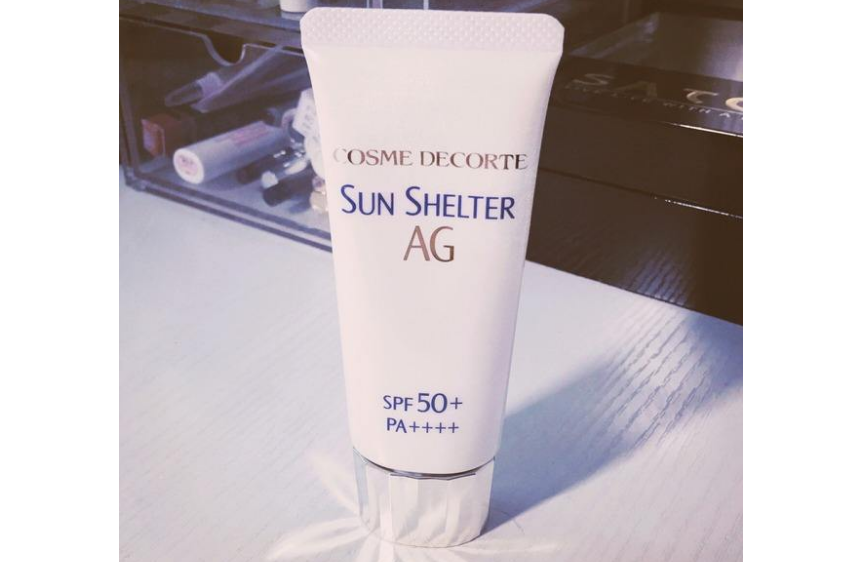 COSME DECORTE
SUN SHELTER
AG
SPF 50+
PA++++